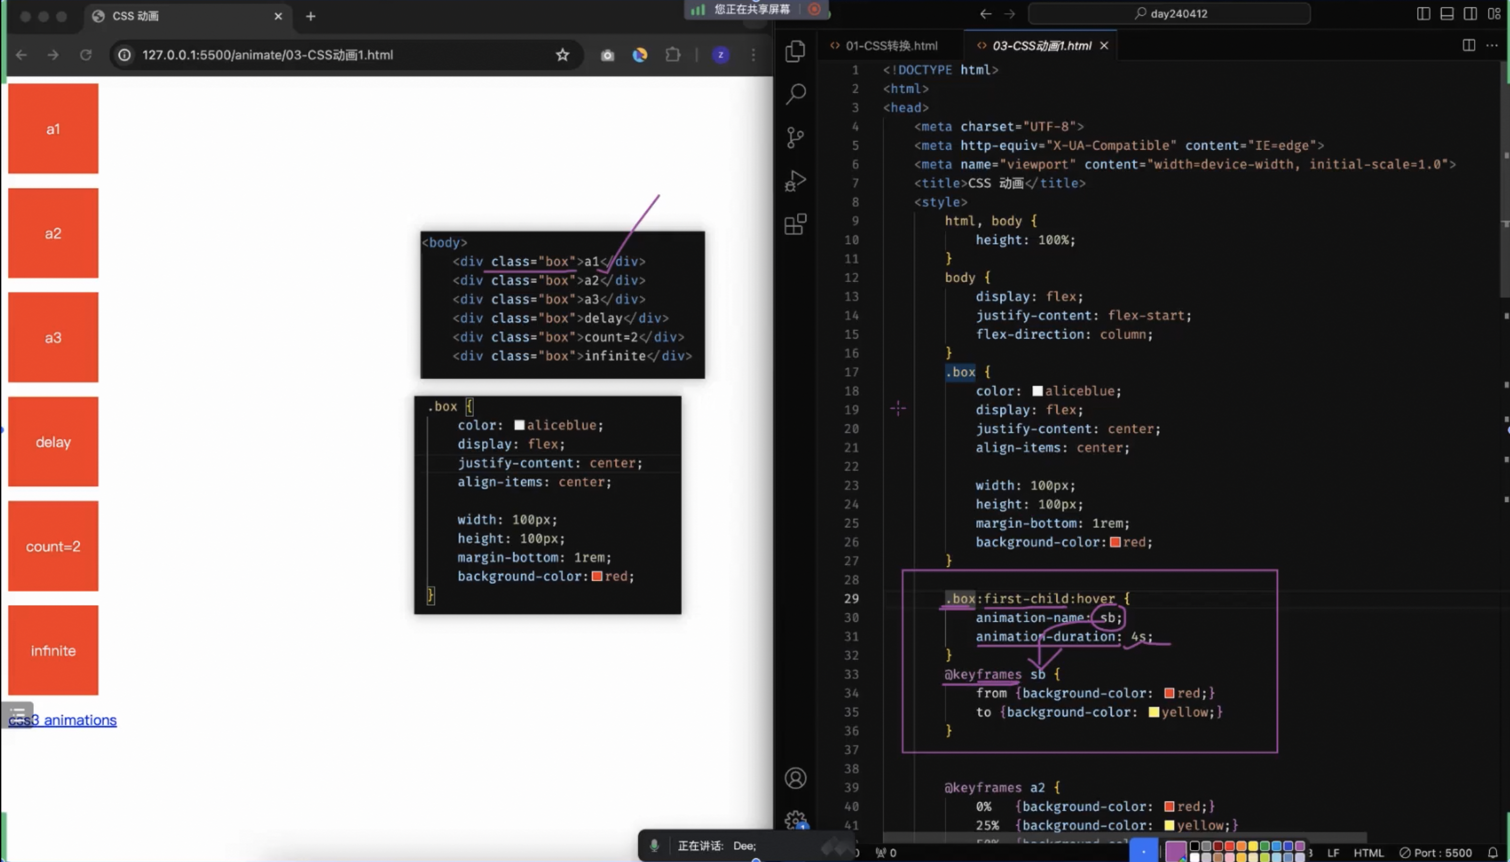 CSS 动画
您正在共享屏幕
day240412
127.0.0.1:5500/animate/03-CSS动画1.html
z
a1
a2
a3
delay
count=2
infinite
css3 animations
<body>
<div class="box">a1</div>
<div class="box">a2</div>
<div class="box">a3</div>
<div class="box">delay</div>
<div class="box">count=2</div>
<div class="box">infinite</div>
.box {
color: aliceblue;
display: flex;
justify-content: center;
align-items: center;
width: 100px;
height: 100px;
margin-bottom: 1rem;
background-color: red;
}
正在讲话: Dee;
01-CSS转换.html
03-CSS动画1.html
1 <!DOCTYPE html>
2 <html>
3 <head>
4 <meta charset="UTF-8">
5 <meta http-equiv="X-UA-Compatible" content="IE=edge">
6 <meta name="viewport" content="width=device-width, initial-scale=1.0">
7 <title>CSS 动画</title>
8 <style>
9 html, body {
10 height: 100%;
11 }
12 body {
13 display: flex;
14 justify-content: flex-start;
15 flex-direction: column;
16 }
17 .box {
18 color: aliceblue;
19 display: flex;
20 justify-content: center;
21 align-items: center;
22
23 width: 100px;
24 height: 100px;
25 margin-bottom: 1rem;
26 background-color: red;
27 }
28
29 .box:first-child:hover {
30 animation-name: sb;
31 animation-duration: 4s;
32 }
33 @keyframes sb {
34 from {background-color: red;}
35 to {background-color: yellow;}
36 }
37
38
39 @keyframes a2 {
40 0% {background-color: red;}
41 25% {background-color: yellow;}
0
LF HTML Port : 5500